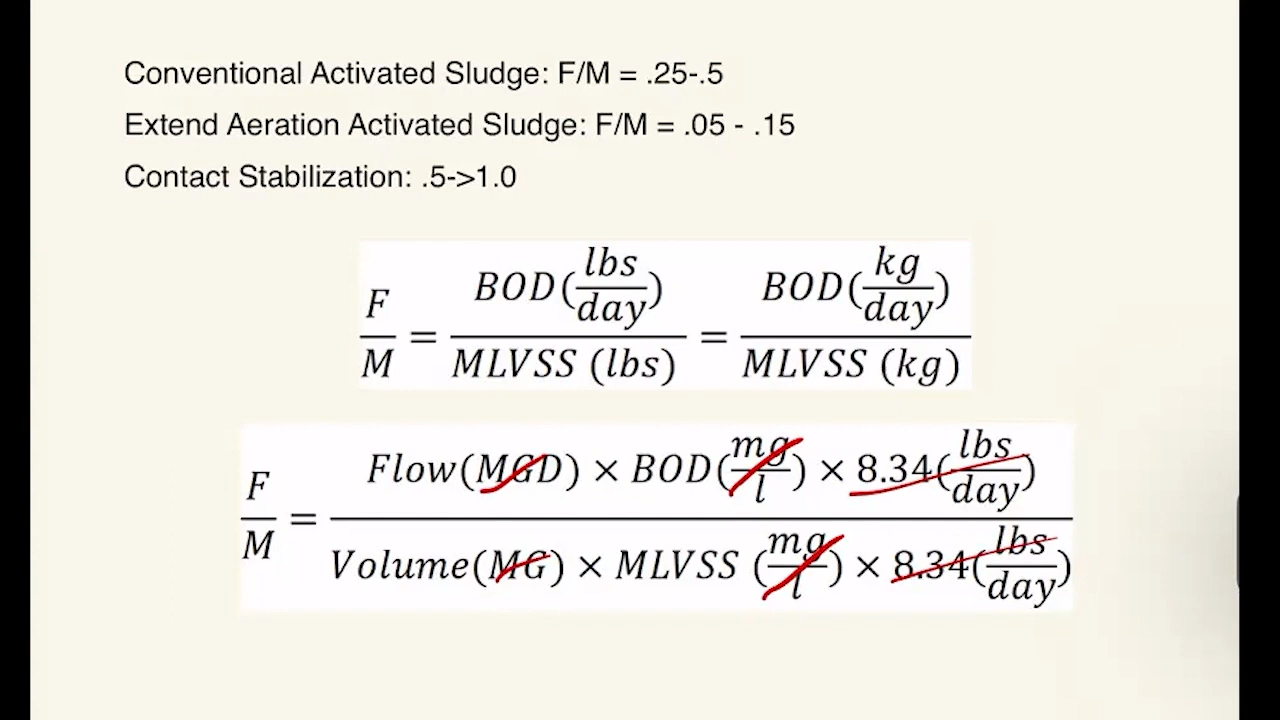 Conventional Activated Sludge: F/M = .25-.5
Extend Aeration Activated Sludge: F/M = .05 - .15
Contact Stabilization: .5->1.0
F/M = BOD(lbs/day)/MLVSS (lbs) = BOD(kg/day)/MLVSS (kg)
F/M = Flow(MGD) × BOD(mg/l) × 8.34(lbs/day)/Volume(MG) × MLVSS (mg/l) × 8.34(lbs/day)